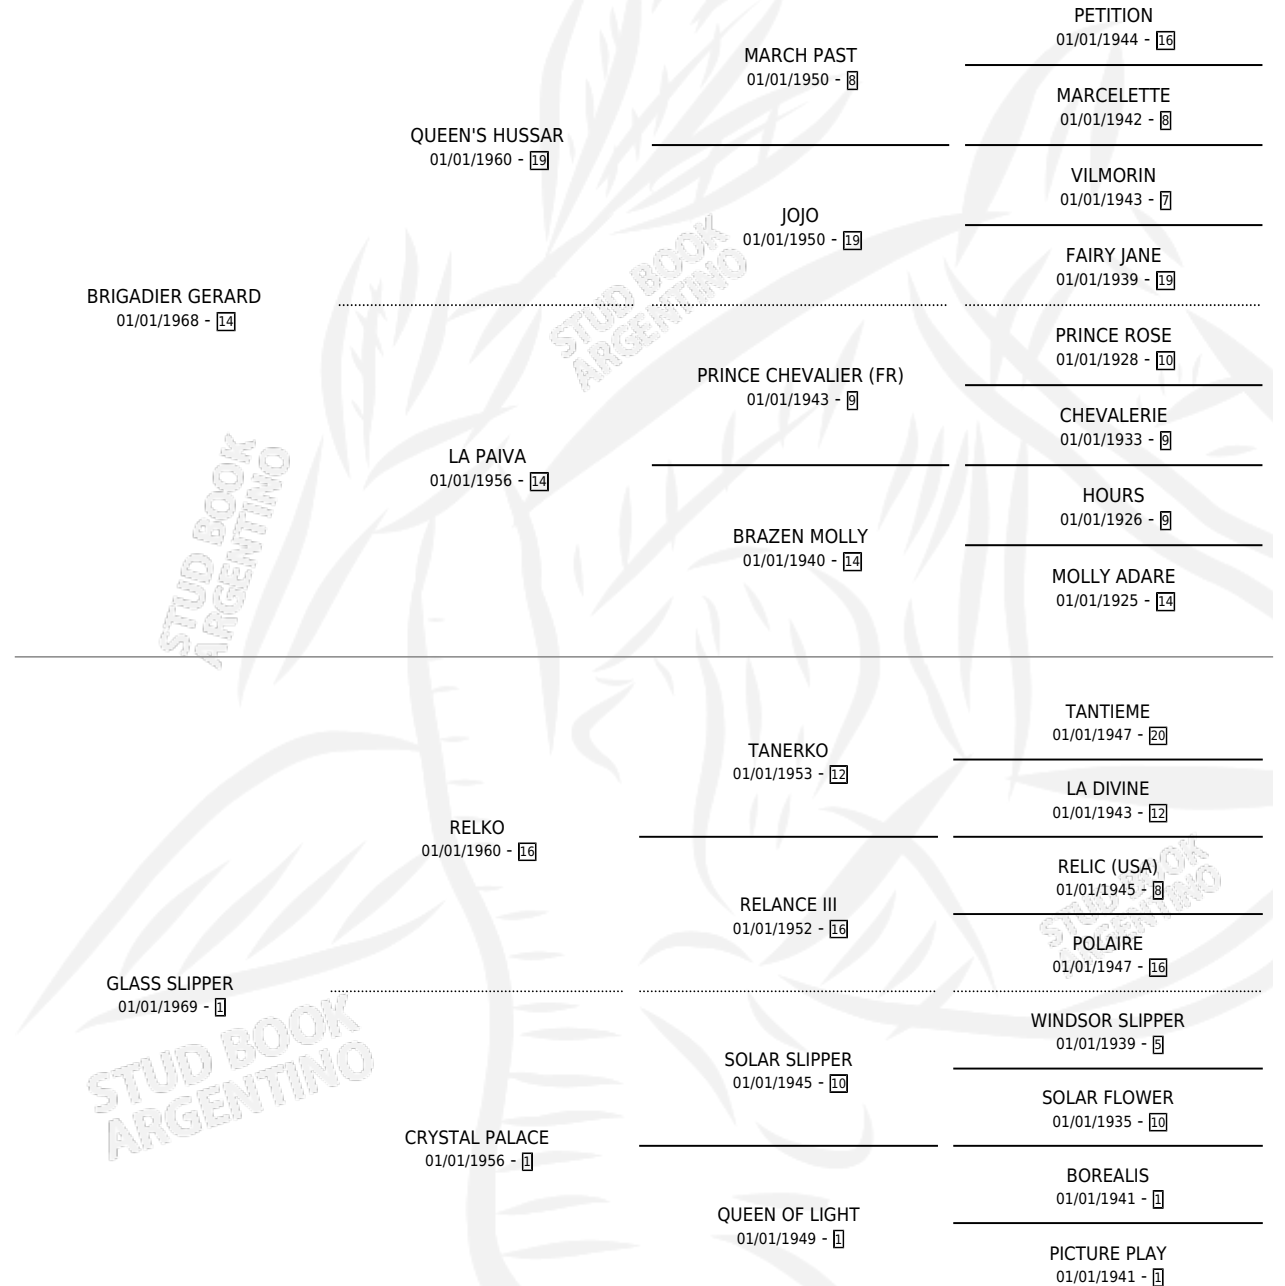 PETITION
01/01/1944 - 16
MARCH PAST
01/01/1950 - 8
MARCELETTE
01/01/1942 - 8
QUEEN'S HUSSAR
01/01/1960 - 19
VILMORIN
01/01/1943 - 7
JOJO
01/01/1950 - 19
FAIRY JANE
01/01/1939 - 19
BRIGADIER GERARD
01/01/1968 - 14
PRINCE ROSE
01/01/1928 - 10
PRINCE CHEVALIER (FR)
01/01/1943 - 9
CHEVALERIE
01/01/1933 - 9
LA PAIVA
01/01/1956 - 14
HOURS
01/01/1926 - 9
BRAZEN MOLLY
01/01/1940 - 14
MOLLY ADARE
01/01/1925 - 14
TANTIEME
01/01/1947 - 20
TANERKO
01/01/1953 - 12
LA DIVINE
01/01/1943 - 12
RELKO
01/01/1960 - 16
RELIC (USA)
01/01/1945 - 8
RELANCE III
01/01/1952 - 16
POLAIRE
01/01/1947 - 16
GLASS SLIPPER
01/01/1969 - 1
WINDSOR SLIPPER
01/01/1939 - 5
SOLAR SLIPPER
01/01/1945 - 10
SOLAR FLOWER
01/01/1935 - 10
CRYSTAL PALACE
01/01/1956 - 1
BOREALIS
01/01/1941 - 1
QUEEN OF LIGHT
01/01/1949 - 1
PICTURE PLAY
01/01/1941 - 1
STUD BOOK
ARGENTINO
STUD BOOK
ARGENTINO
STUD BOOK
ARGENTINO
STUD BOOK
ARGENTINO